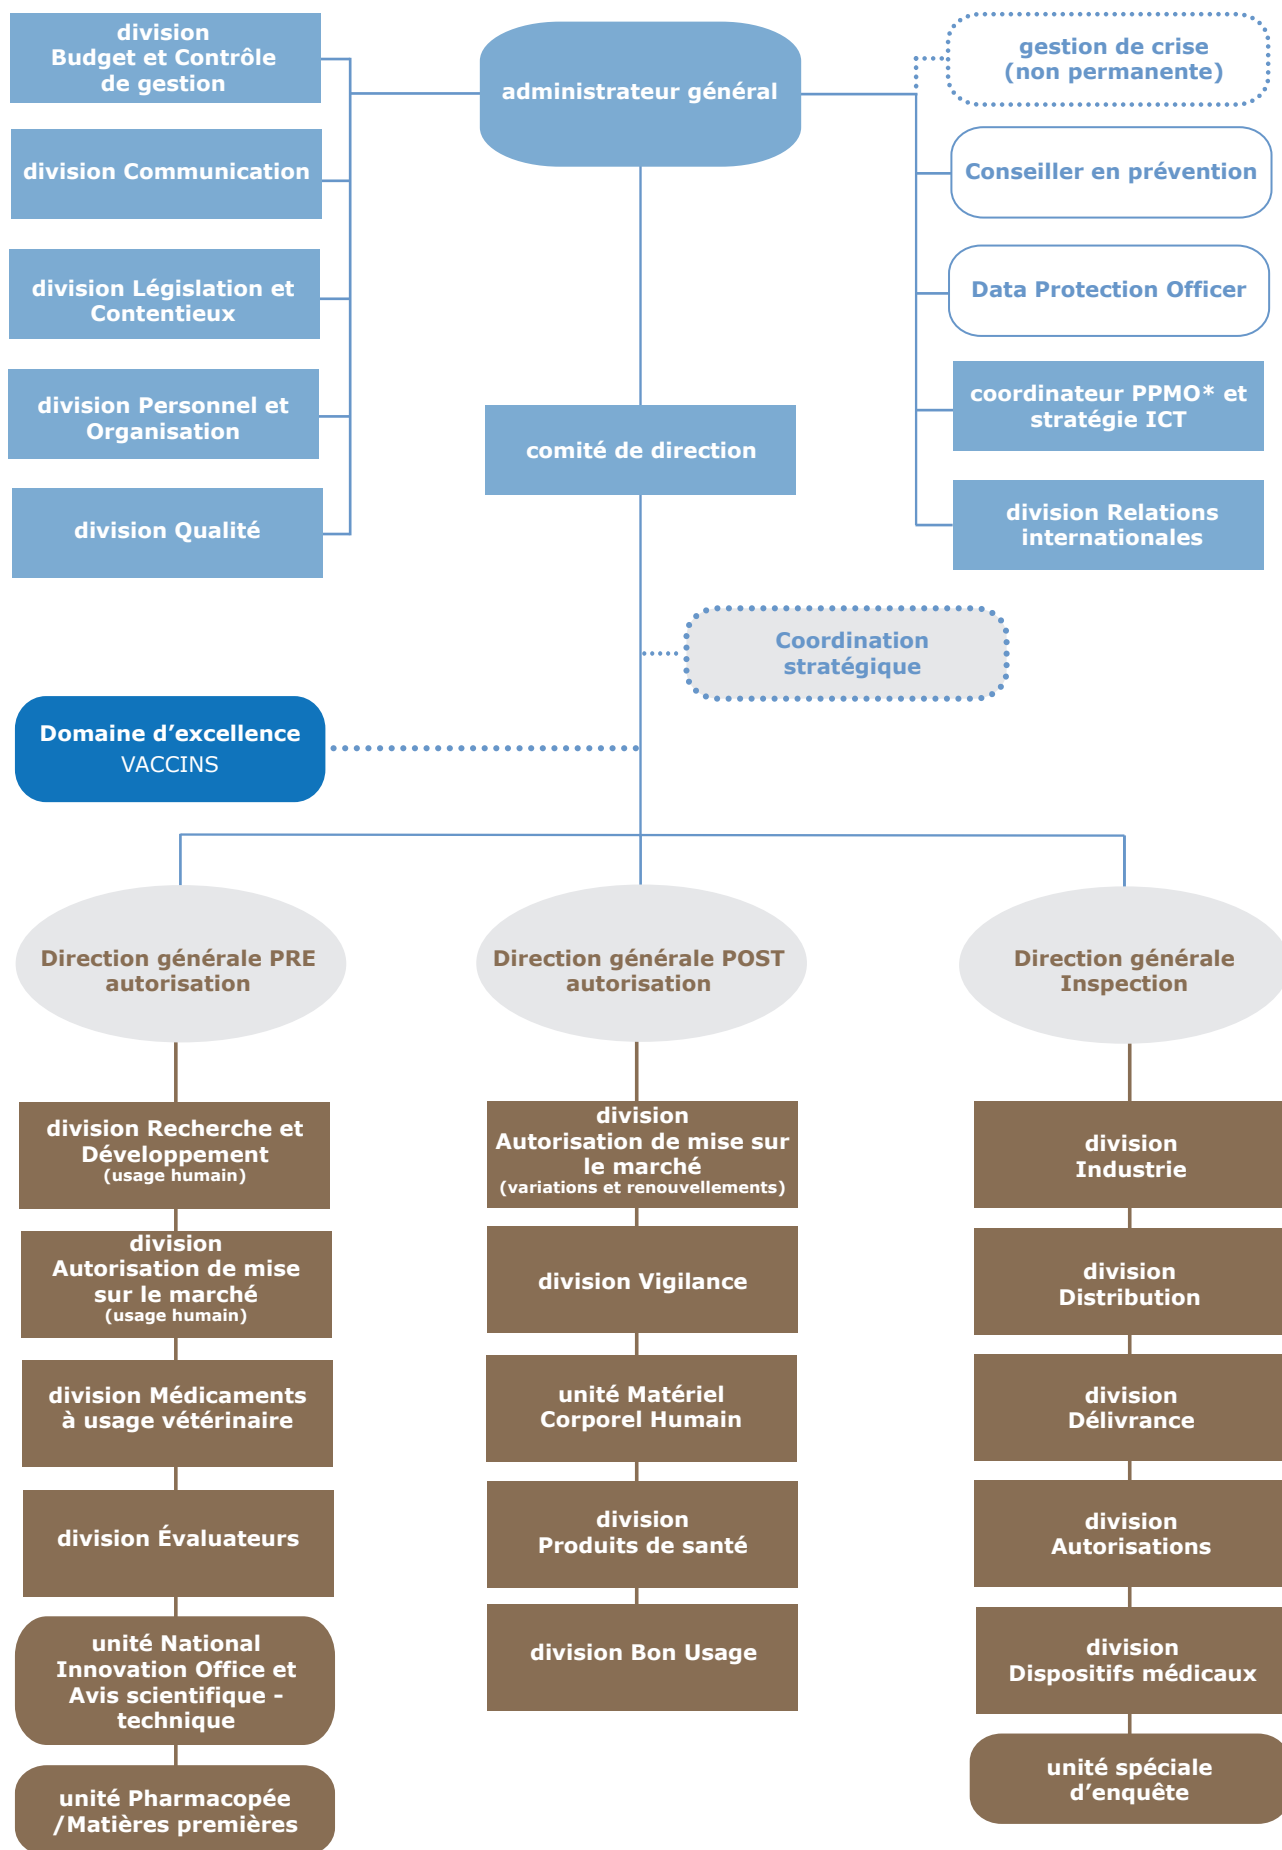 division
Budget et Contrôle
de gestion
division Communication
division Législation et
Contentieux
division Personnel et
Organisation
division Qualité
administrateur général
comité de direction
gestion de crise
(non permanente)
Conseiller en prévention
Data Protection Officer
coordinateur PPMO* et
stratégie ICT
division Relations
internationales
Coordination
stratégique
Domaine d’excellence
VACCINS
Direction générale PRE
autorisation
division Recherche et
Développement
(usage humain)
division
Autorisation de mise
sur le marché
(usage humain)
division Médicaments
à usage vétérinaire
division Évaluateurs
unité National
Innovation Office et
Avis scientifique -
technique
unité Pharmacopée
/Matières premières
Direction générale POST
autorisation
division
Autorisation de mise sur
le marché
(variations et renouvellements)
division Vigilance
unité Matériel
Corporel Humain
division
Produits de santé
division Bon Usage
Direction générale
Inspection
division
Industrie
division
Distribution
division
Délivrance
division
Autorisations
division
Dispositifs médicaux
unité spéciale
d’enquête